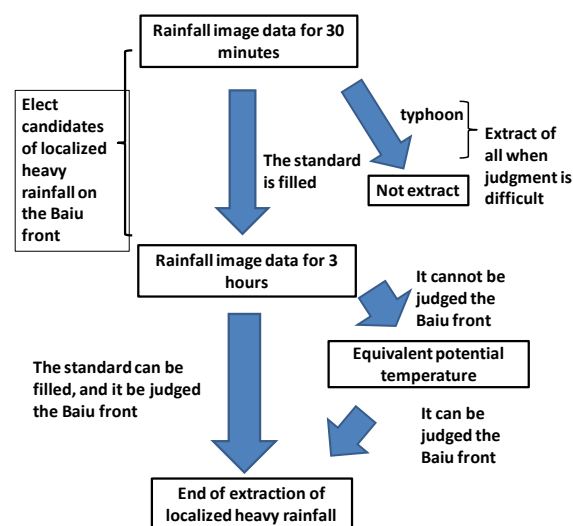 Rainfall image data for 30
minutes
Elect
candidates
of localized
heavy
rainfall on
the Baiu
front
typhoon
Extract of
all when
judgment is
difficult
The standard
is filled
Not extract
Rainfall image data for 3
hours
It cannot be
judged the
Baiu front
The standard can be
filled, and it be judged
the Baiu front
Equivalent potential
temperature
It can be
judged the
Baiu front
End of extraction of
localized heavy rainfall